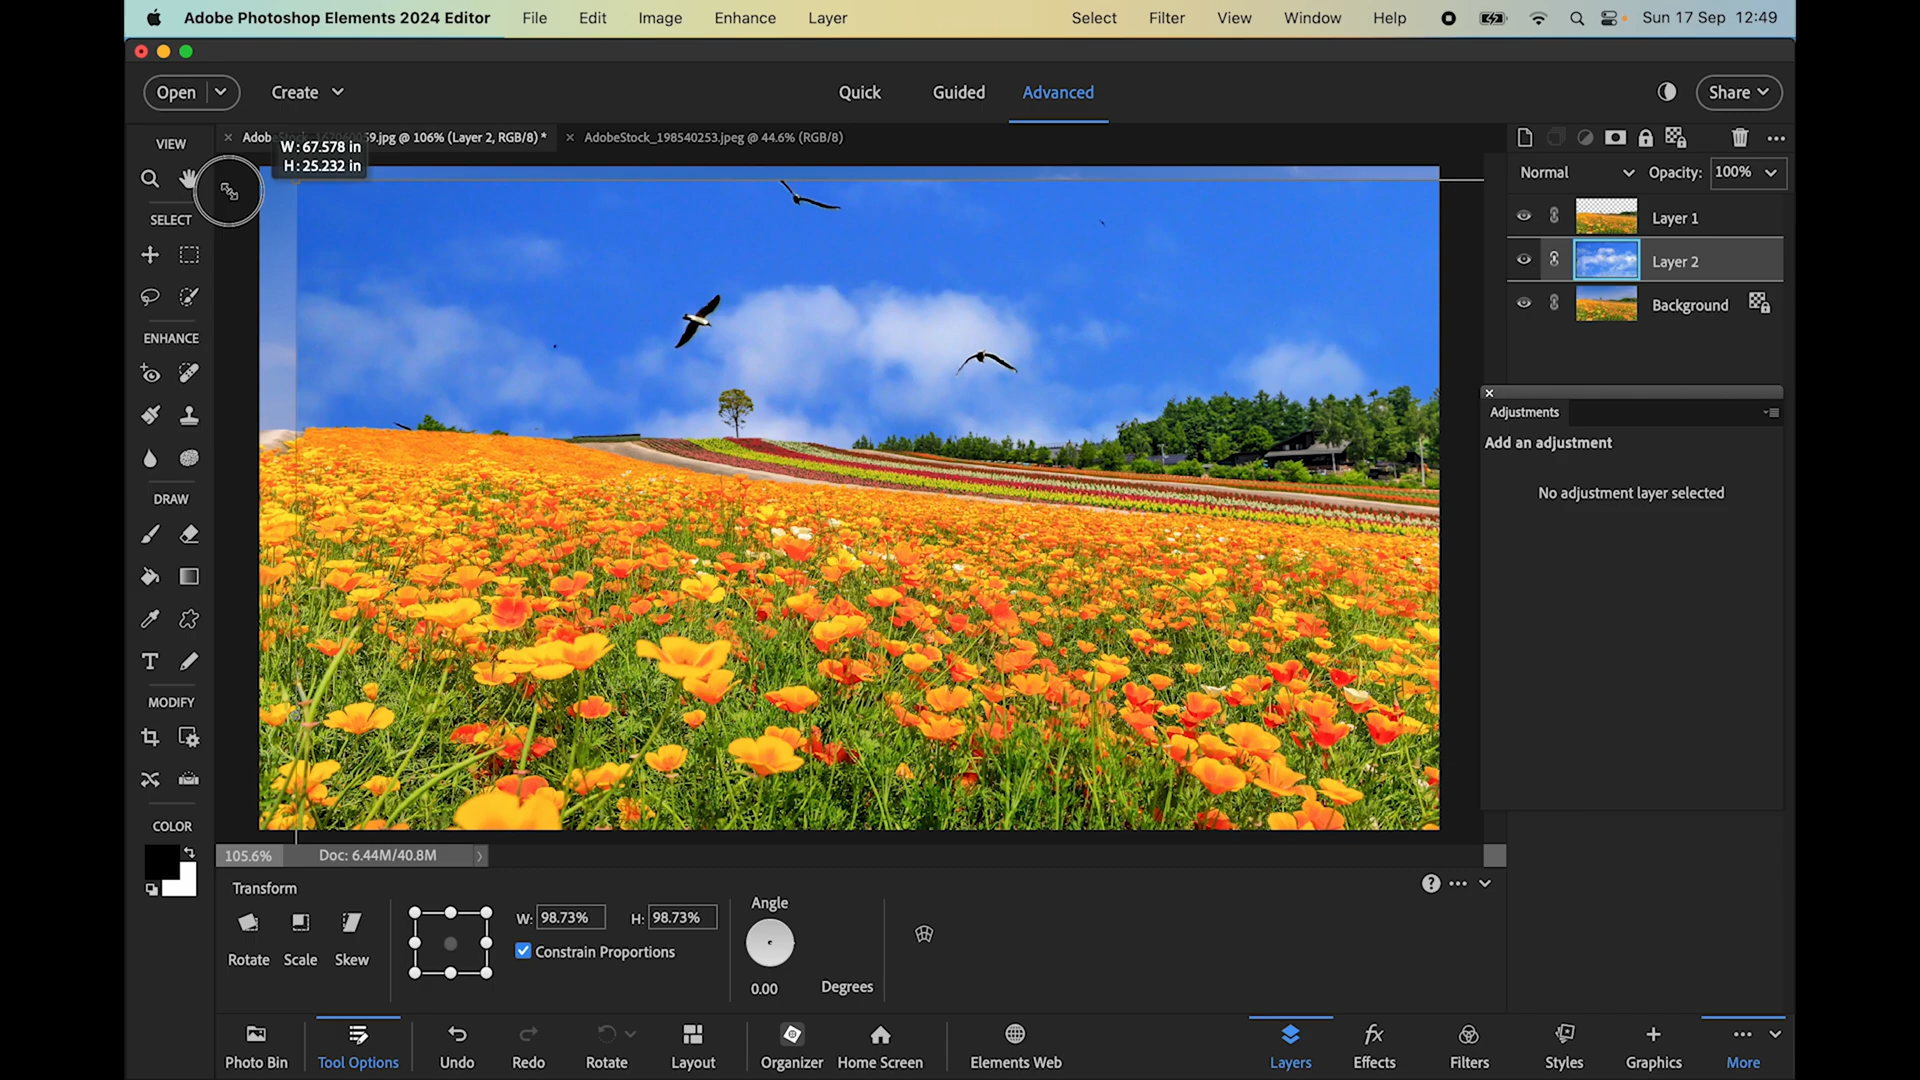 Adobe Photoshop Elements 2024 Editor File Edit Image Enhance Layer Select Filter View Window Help Sun 17 Sep 12:49
Open Create Quick Guided Advanced Share
VIEW
9.jpg @ 106% (Layer 2, RGB/8) *
AdobeStock_198540253.jpeg @ 44.6% (RGB/8)
W: 67.578 in
H: 25.232 in
Normal Opacity: 100%
SELECT
Layer 1
Layer 2
Background
ENHANCE
Adjustments
Add an adjustment
No adjustment layer selected
DRAW
T
MODIFY
COLOR
105.6% Doc: 6.44M/40.8M
Transform
Angle
W: 98.73% H: 98.73%
Constrain Proportions
Rotate Scale Skew
0.00 Degrees
Photo Bin Tool Options Undo Redo Rotate Layout Organizer Home Screen Elements Web Layers Effects Filters Styles Graphics More